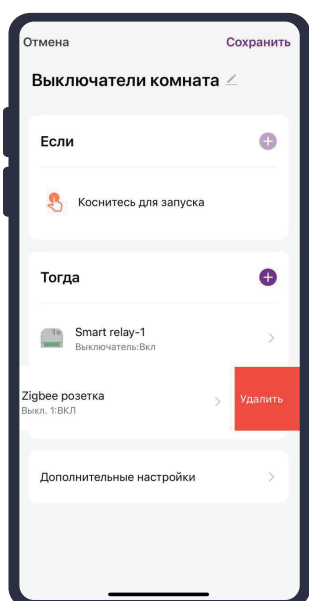 Отмена Сохранить
Выключатели комната
Если
Коснитесь для запуска
Тогда
Smart relay-1
Выключатель:Вкл
Zigbee розетка
Выкл. 1:ВКЛ
Удалить
Дополнительные настройки